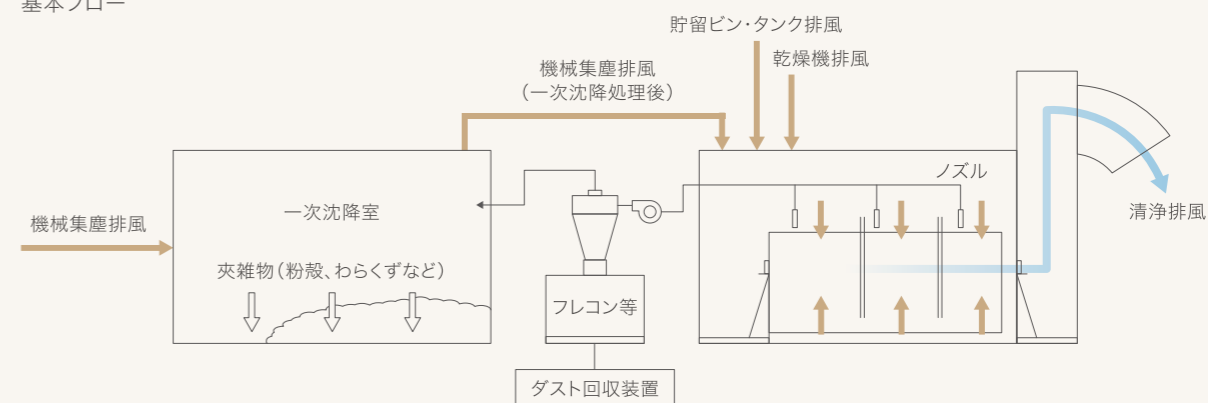 基本フロー
貯留ビン・タンク排風
乾燥機排風
機械集塵排風
（一次沈降処理後）
ノズル
一次沈降室
機械集塵排風
清浄排風
夾雑物（粉殻、わらくずなど）
フレコン等
ダスト回収装置